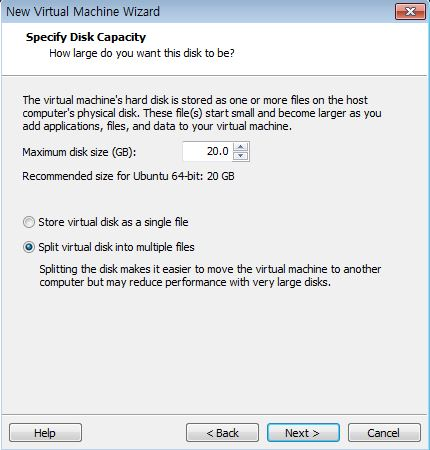 New Virtual Machine Wizard
Specify Disk Capacity
How large do you want this disk to be?
The virtual machine's hard disk is stored as one or more files on the host
computer's physical disk. These file(s) start small and become larger as you
add applications, files, and data to your virtual machine.
Maximum disk size (GB): 20.0
Recommended size for Ubuntu 64-bit: 20 GB
Store virtual disk as a single file
Split virtual disk into multiple files
Splitting the disk makes it easier to move the virtual machine to another
computer but may reduce performance with very large disks.
Help < Back Next > Cancel